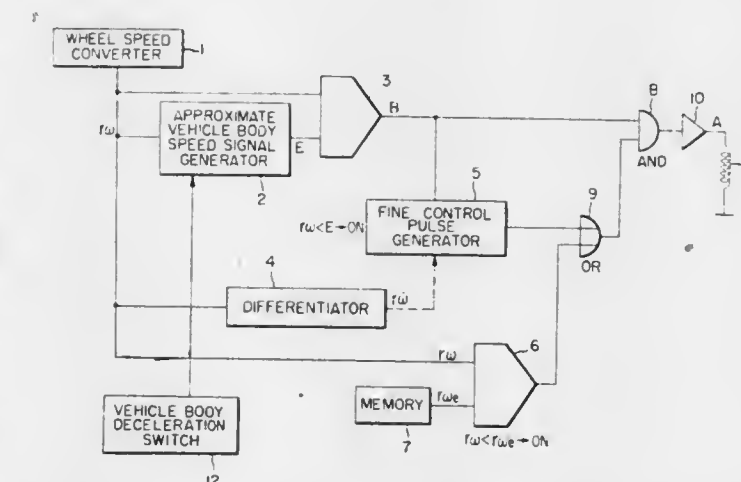 WHEEL SPEED
CONVERTER
1
3
8
10
A
B
rω
APPROXIMATE
VEHICLE BODY
SPEED SIGNAL
GENERATOR
E
2
AND
5
9
rω<E→ON
FINE CONTROL
PULSE
GENERATOR
OR
4
DIFFERENTIATOR
rω̇
6
rω
MEMORY
rωe
7
rω<rωe→ON
VEHICLE BODY
DECELERATION
SWITCH
12